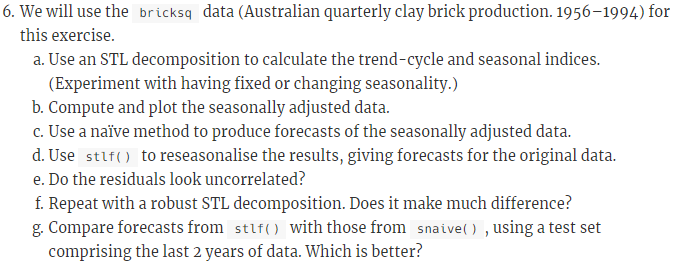 6. We will use the bricksq data (Australian quarterly clay brick production. 1956–1994) for
this exercise.
a. Use an STL decomposition to calculate the trend-cycle and seasonal indices.
(Experiment with having fixed or changing seasonality.)
b. Compute and plot the seasonally adjusted data.
c. Use a naïve method to produce forecasts of the seasonally adjusted data.
d. Use stlf() to reseasonalise the results, giving forecasts for the original data.
e. Do the residuals look uncorrelated?
f. Repeat with a robust STL decomposition. Does it make much difference?
g. Compare forecasts from stlf() with those from snaive() , using a test set
comprising the last 2 years of data. Which is better?